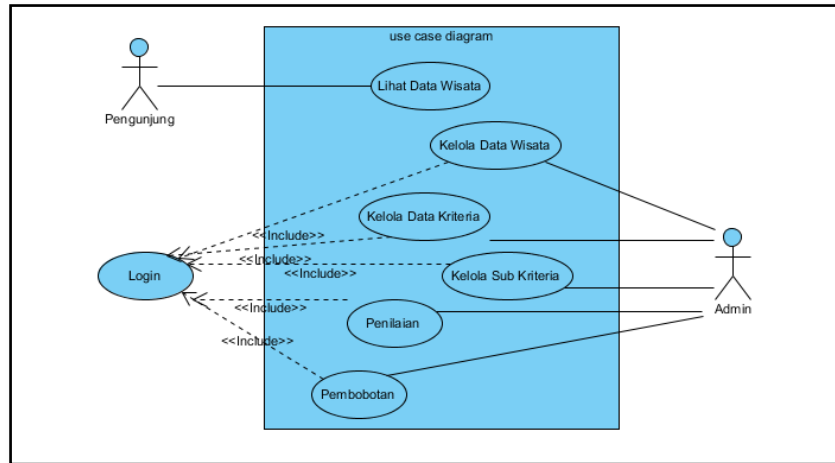 use case diagram
Lihat Data Wisata
Pengunjung
Kelola Data Wisata
Kelola Data Kriteria
<<Include>>
<<Include>>
Login
<<Include>>
Kelola Sub Kriteria
<<Include>>
Penilaian
Admin
<<Include>>
Pembobotan